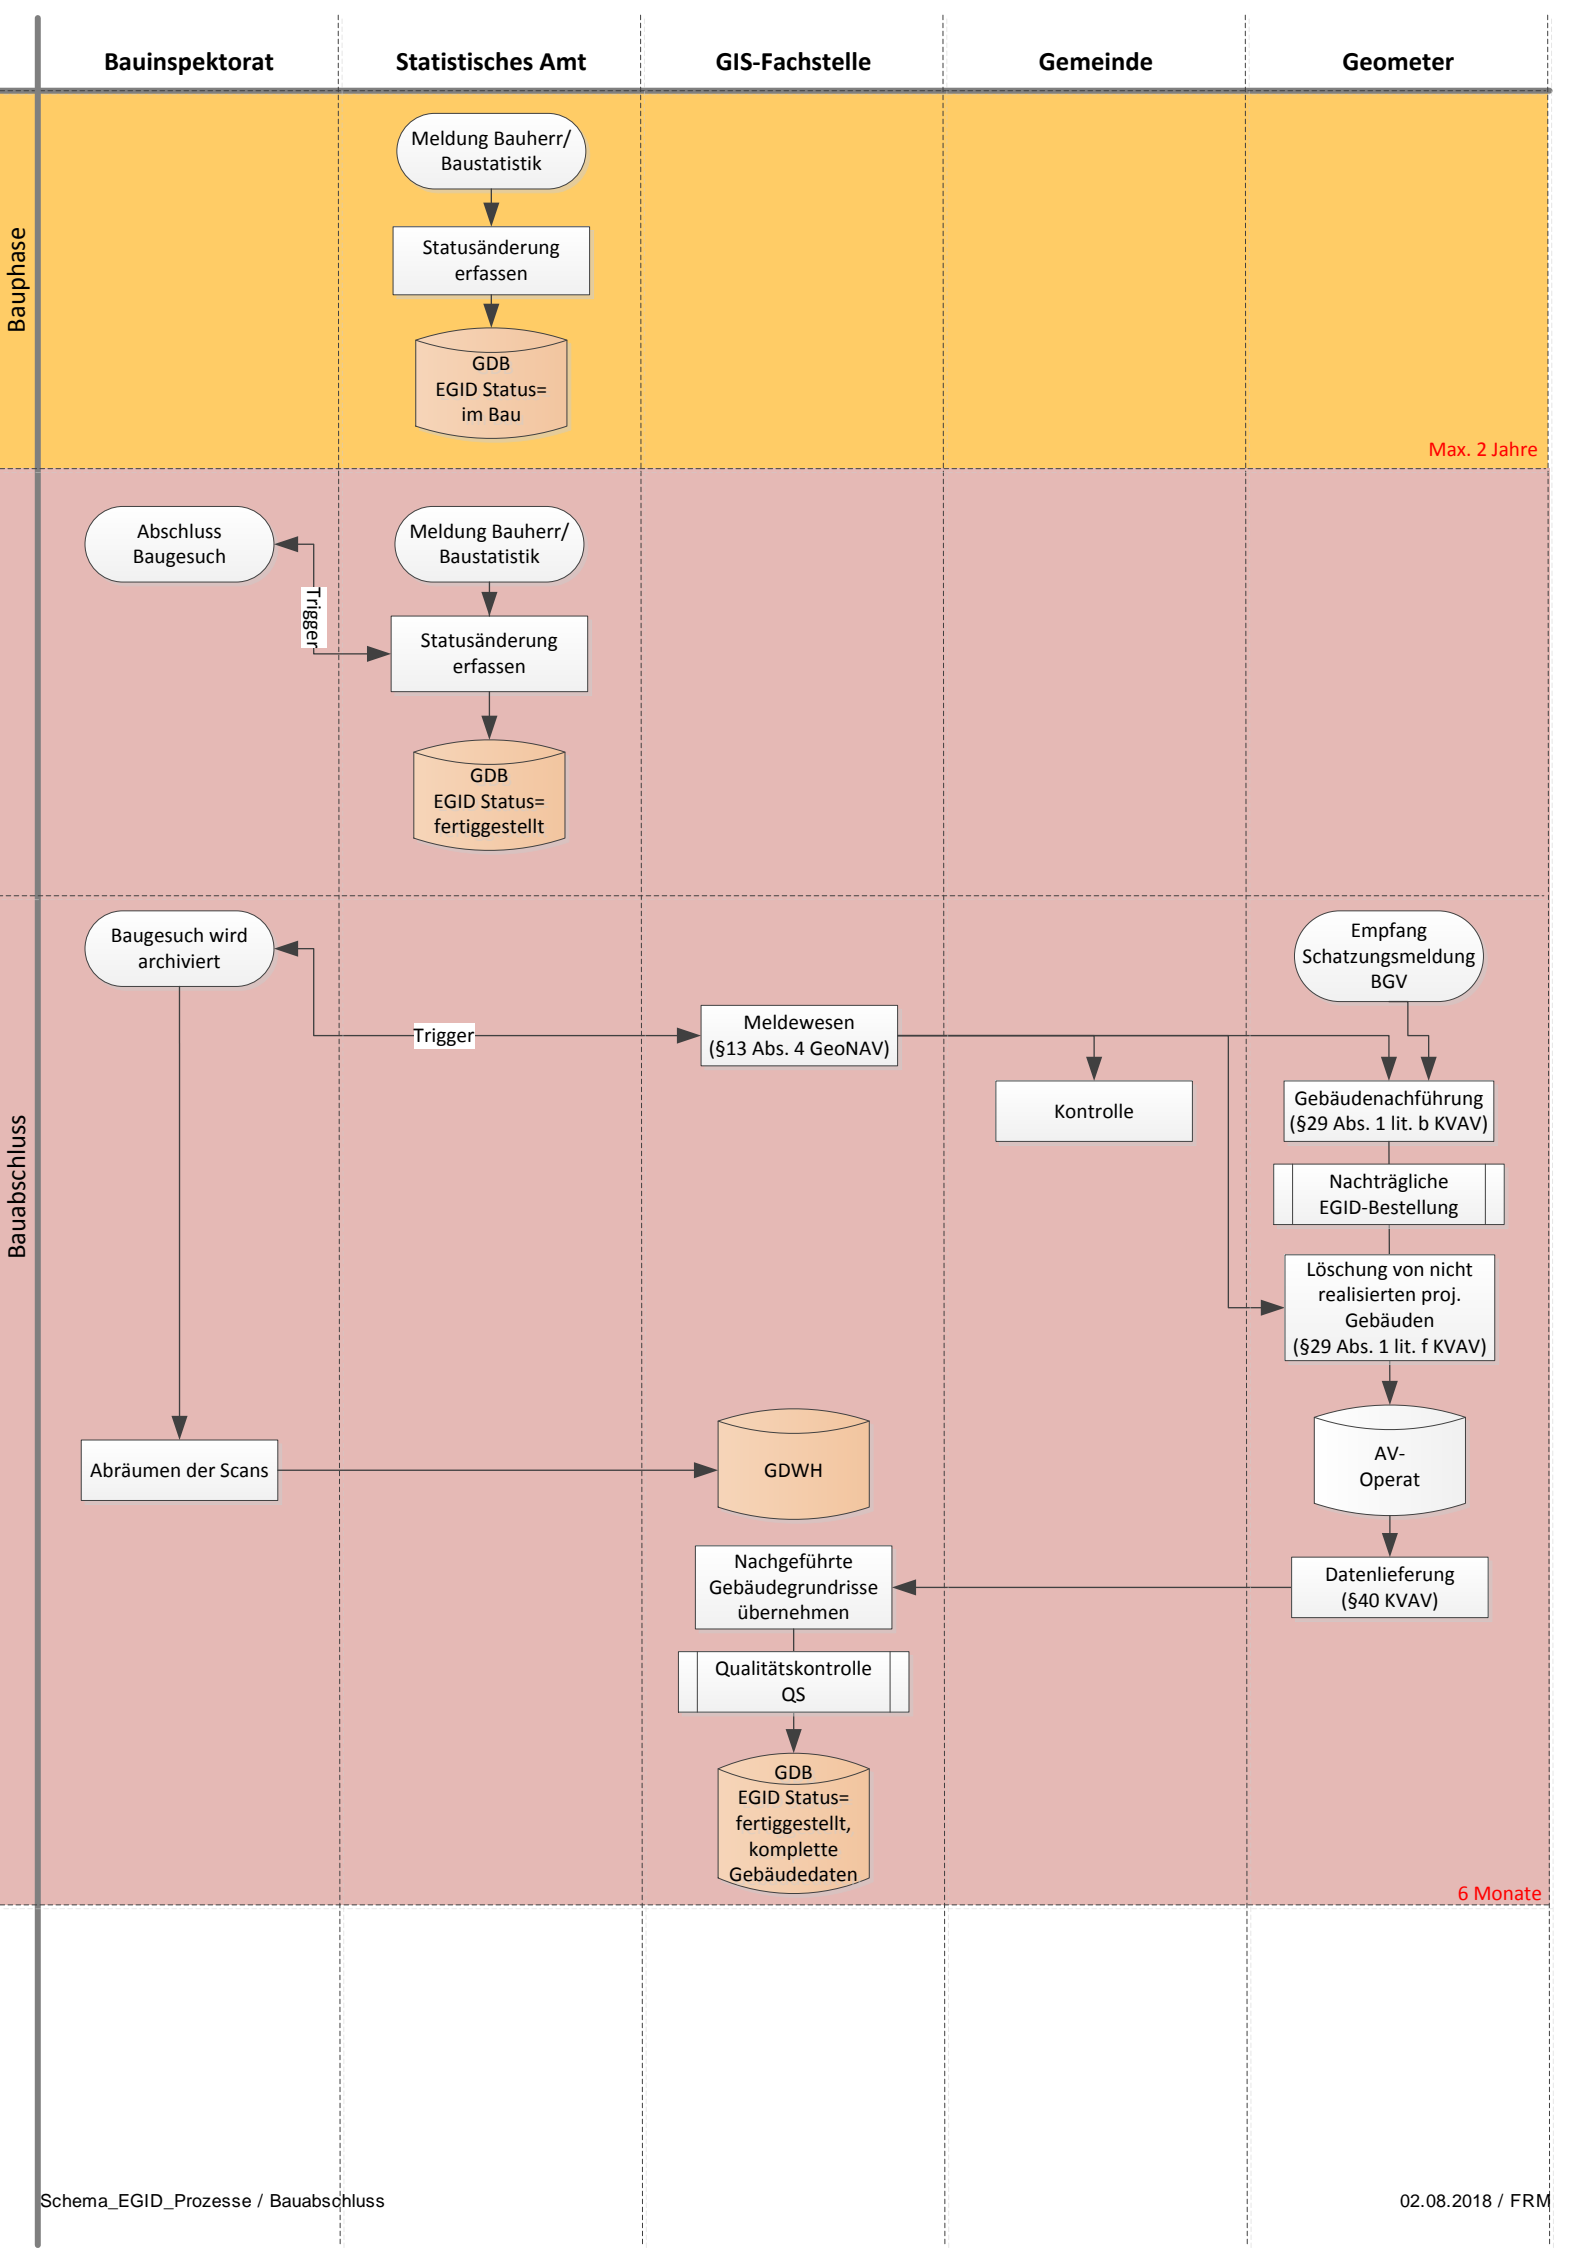 Bauinspektorat
Statistisches Amt
GIS-Fachstelle
Gemeinde
Geometer
Bauphase
Meldung Bauherr/
Baustatistik
Statusänderung
erfassen
GDB
EGID Status=
im Bau
Max. 2 Jahre
Bauabschluss
Abschluss
Baugesuch
Trigger
Meldung Bauherr/
Baustatistik
Statusänderung
erfassen
GDB
EGID Status=
fertiggestellt
Baugesuch wird
archiviert
Trigger
Meldewesen
(§13 Abs. 4 GeoNAV)
Kontrolle
Empfang
Schatzungsmeldung
BGV
Gebäudenachführung
(§29 Abs. 1 lit. b KVAV)
Nachträgliche
EGID-Bestellung
Löschung von nicht
realisierten proj.
Gebäuden
(§29 Abs. 1 lit. f KVAV)
Abräumen der Scans
GDWH
AV-
Operat
Datenlieferung
(§40 KVAV)
Nachgeführte
Gebäudegrundrisse
übernehmen
Qualitätskontrolle
QS
GDB
EGID Status=
fertiggestellt,
komplette
Gebäudedaten
6 Monate
Schema_EGID_Prozesse / Bauabschluss
02.08.2018 / FRM